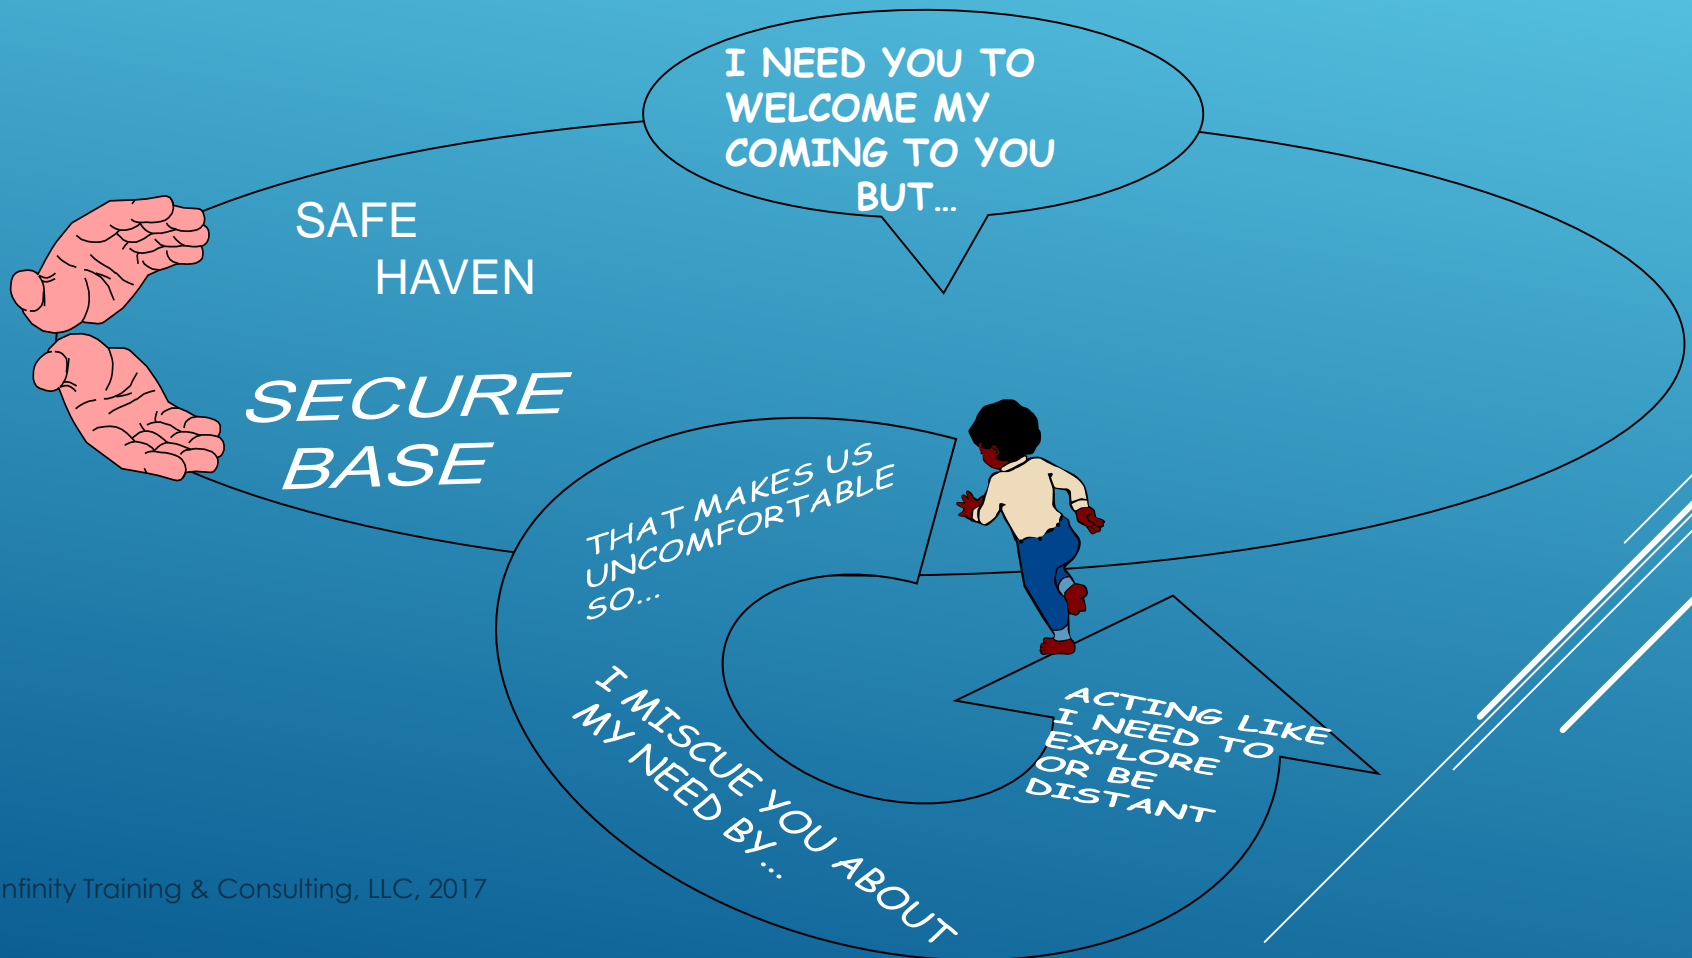 I NEED YOU TO
WELCOME MY
COMING TO YOU
BUT...
SAFE
HAVEN
SECURE
BASE
THAT MAKES US
UNCOMFORTABLE
SO...
I MISCUE YOU ABOUT
MY NEED BY...
ACTING LIKE
I NEED TO
EXPLORE
OR BE
DISTANT
nfinity Training & Consulting, LLC, 2017